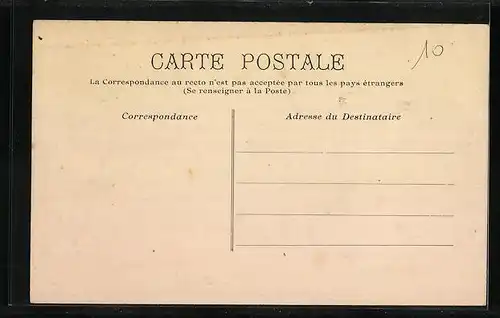 CARTE POSTALE
10
La Correspondance au recto n'est pas acceptée par tous les pays étrangers
(Se renseigner à la Poste)
Correspondance
Adresse du Destinataire